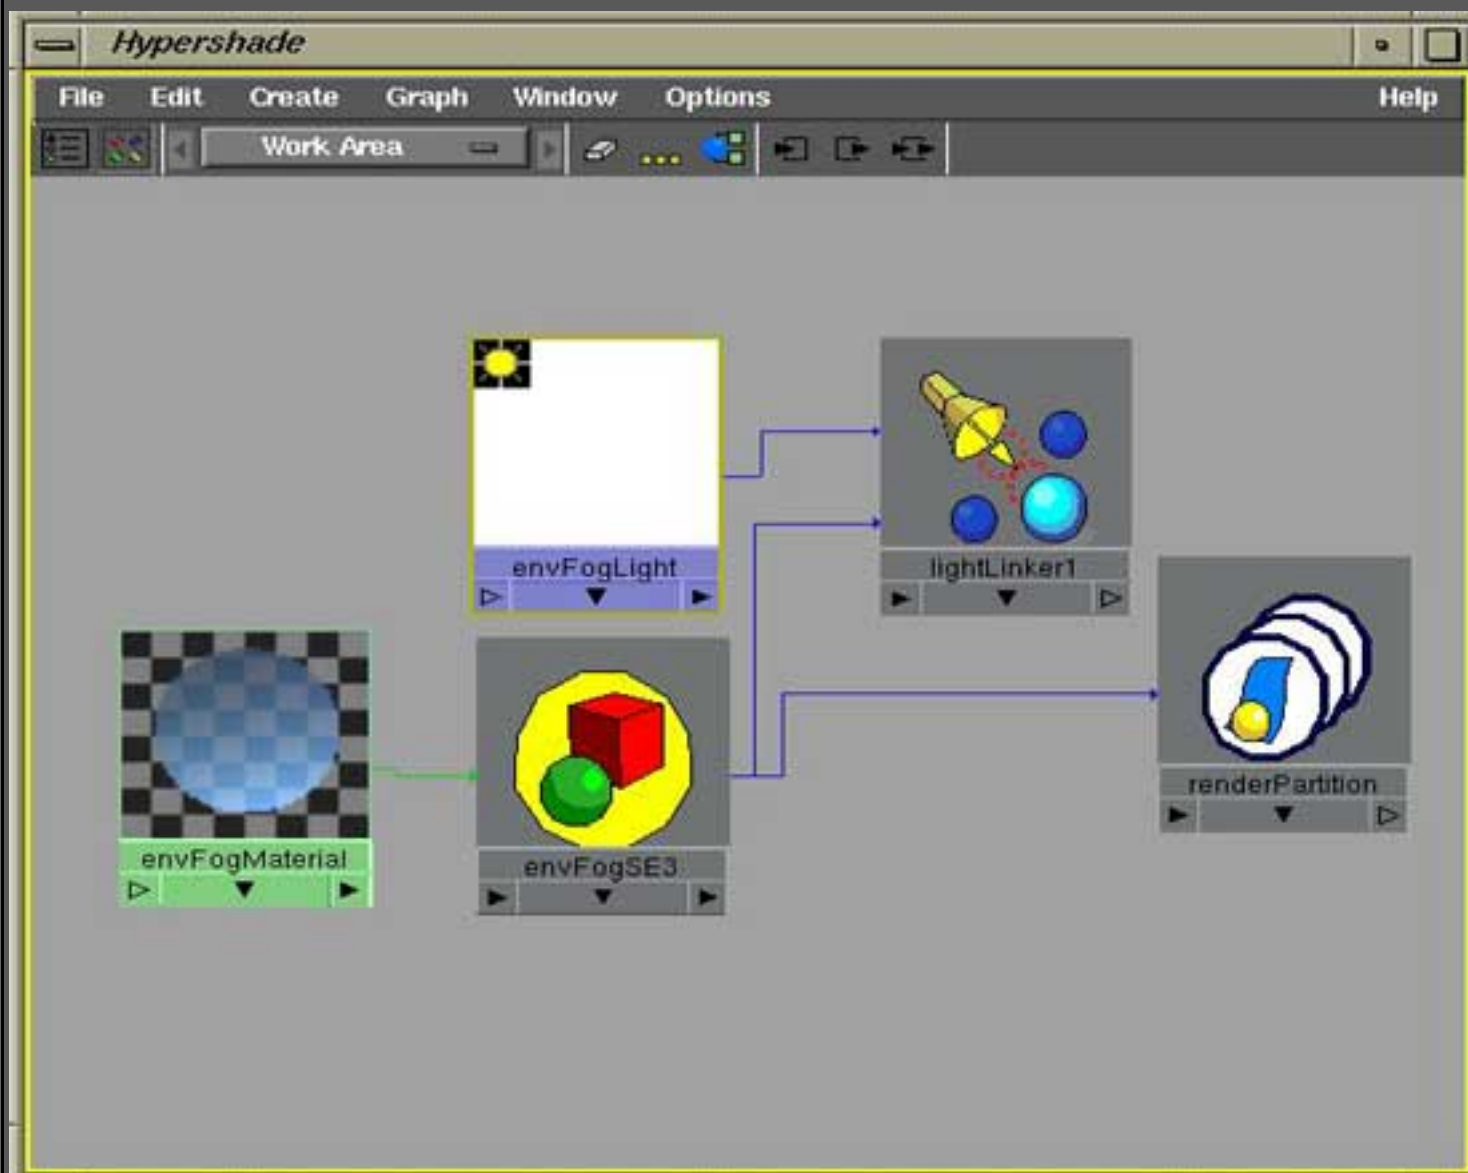 Hypershade
File Edit Create Graph Window Options Help
Work Area
envFogLight
lightLinker1
renderPartition
envFogMaterial
envFogSE3